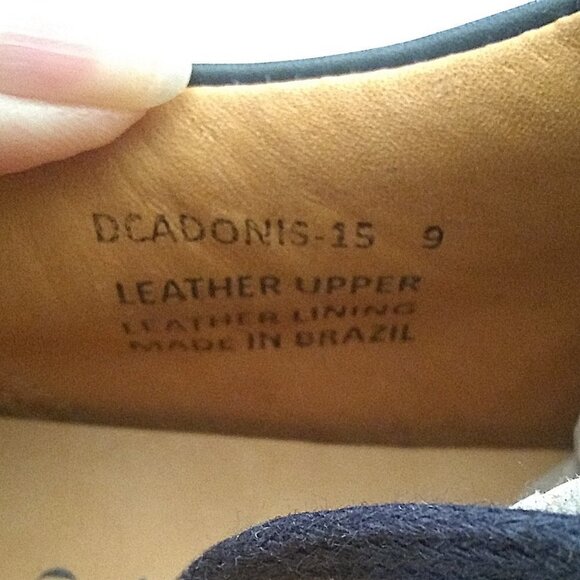 DCADONIS-15 9
LEATHER UPPER
LEATHER LINING
MADE IN BRAZIL